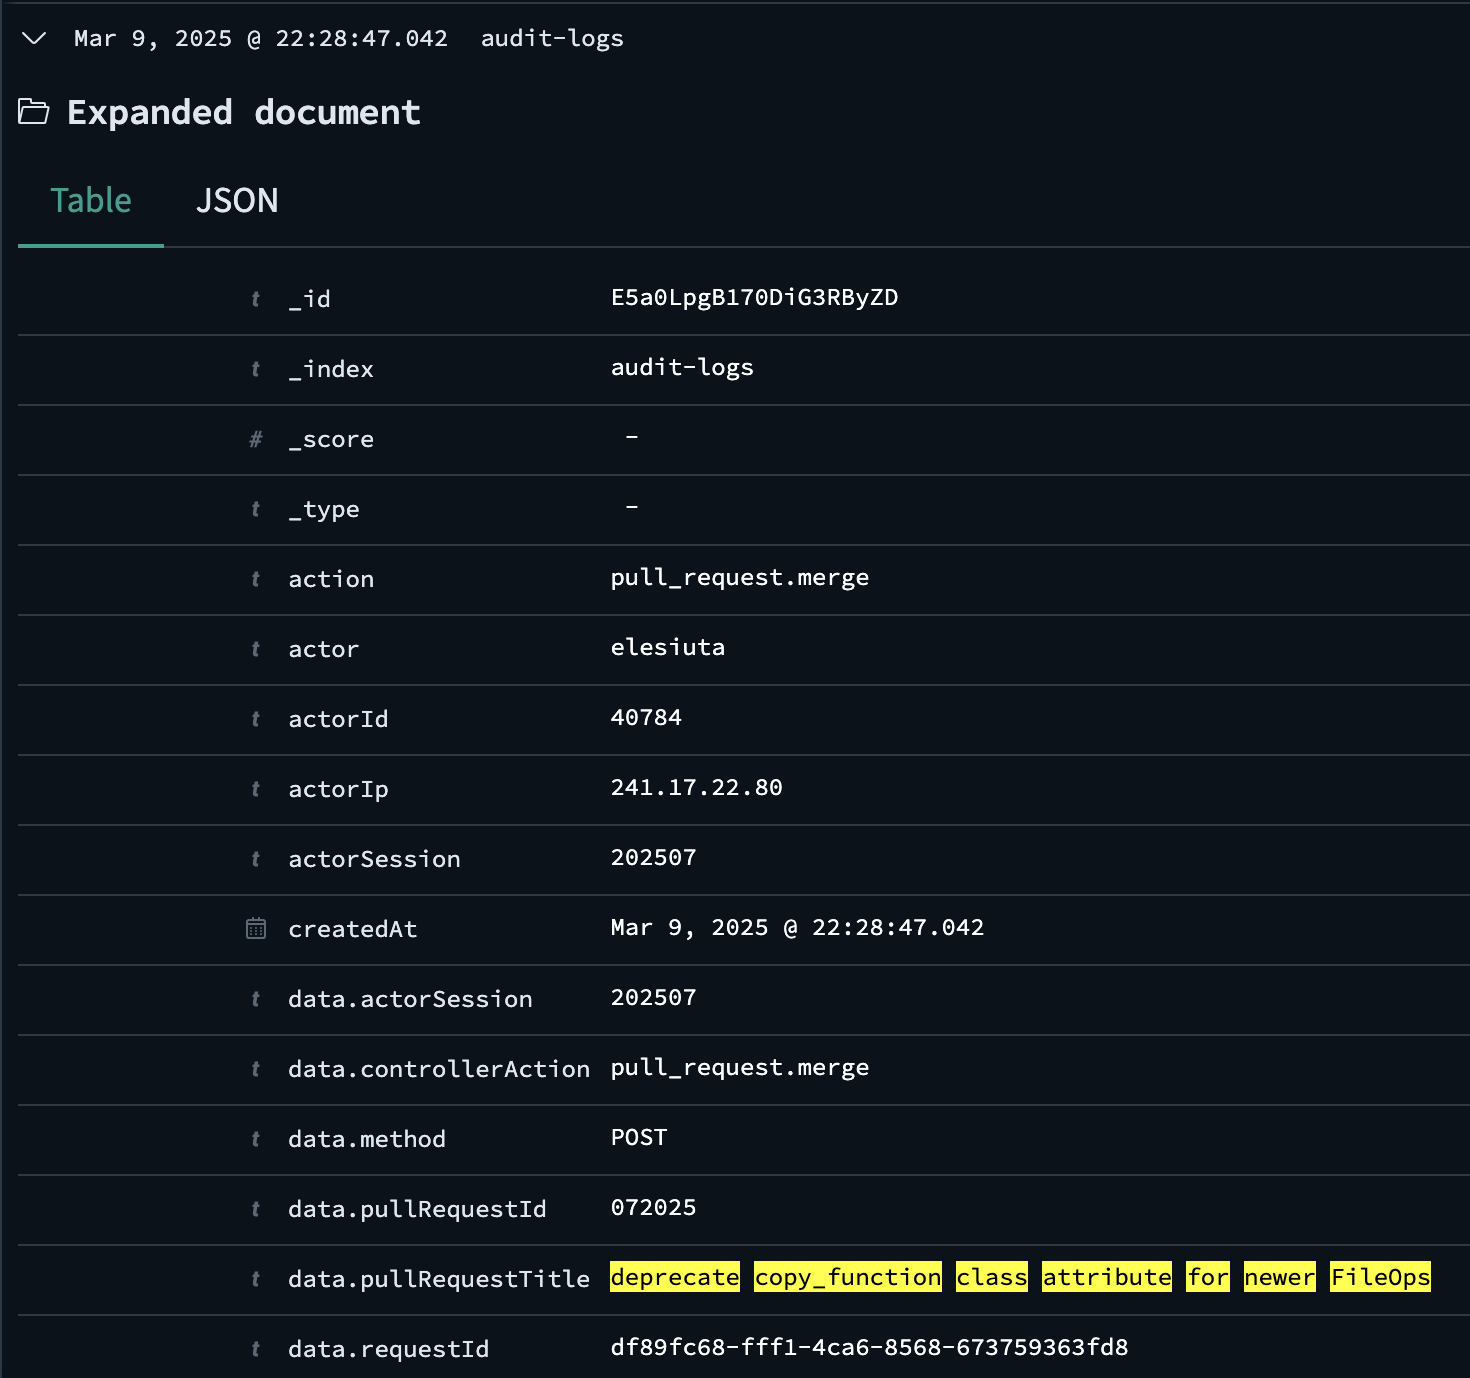 Mar 9, 2025 @ 22:28:47.042 audit-logs
Expanded document
Table JSON
t _id E5a0LpgB170DiG3RByZD
t _index audit-logs
# _score -
t _type -
t action pull_request.merge
t actor elesiuta
t actorId 40784
t actorIp 241.17.22.80
t actorSession 202507
createdAt Mar 9, 2025 @ 22:28:47.042
t data.actorSession 202507
t data.controllerAction pull_request.merge
t data.method POST
t data.pullRequestId 072025
t data.pullRequestTitle deprecate copy_function class attribute for newer FileOps
t data.requestId df89fc68-fff1-4ca6-8568-673759363fd8